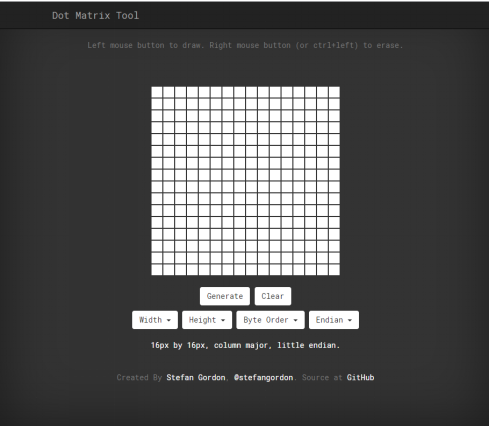 Dot Matrix Tool
Left mouse button to draw. Right mouse button (or ctrl+left) to erase.
Generate Clear
Width Height Byte Order Endian
16px by 16px, column major, little endian.
Created By Stefan Gordon, @stefangordon. Source at GitHub